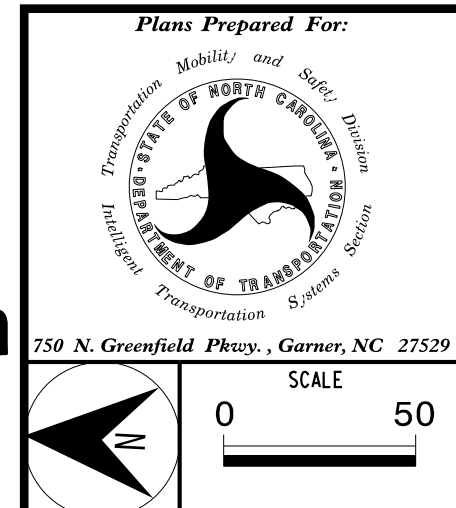 Plans Prepared For:
Transportation Mobility and Safety Division
STATE OF NORTH CAROLINA
DEPARTMENT OF TRANSPORTATION
Intelligent Transportation Systems Section
750 N. Greenfield Pkwy. , Garner, NC 27529
N
SCALE
0 50